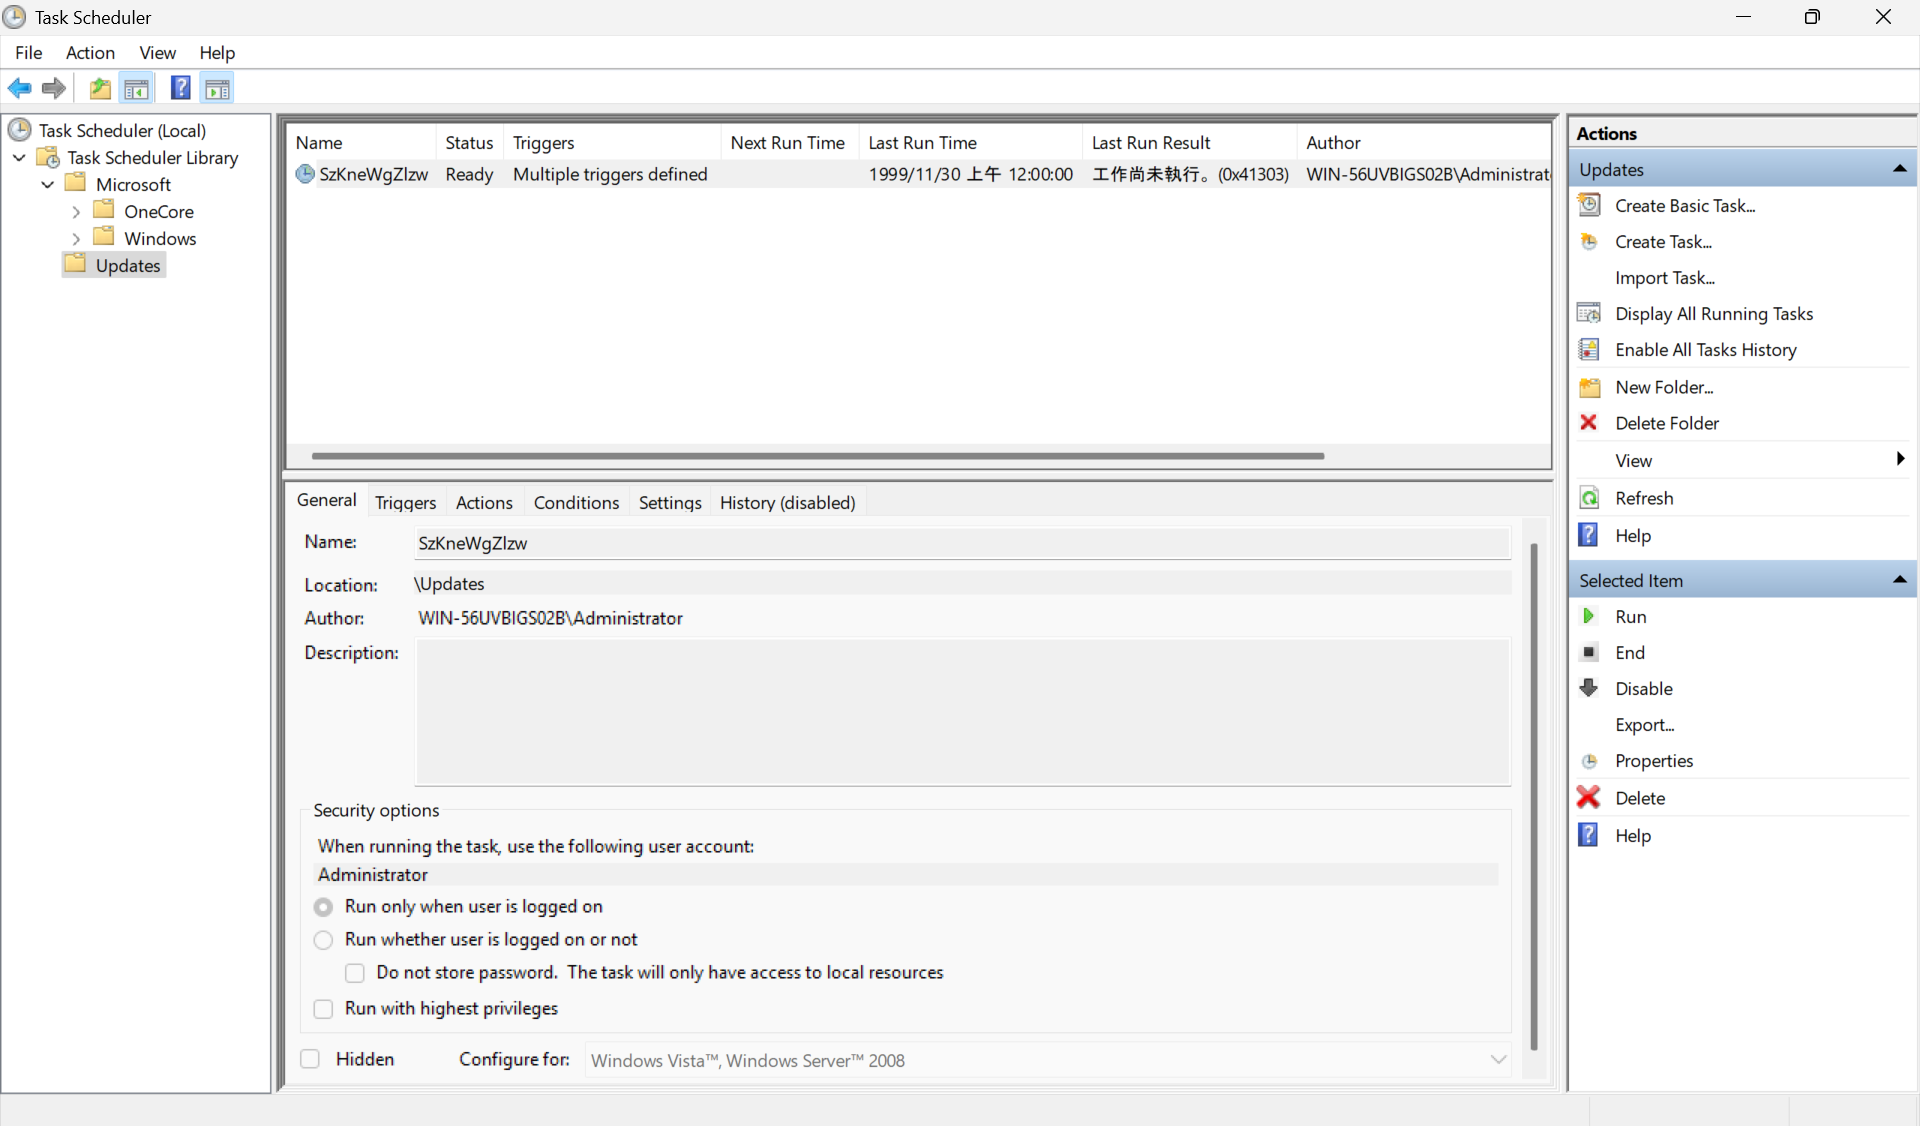 Task Scheduler
File Action View Help
Task Scheduler (Local)
Task Scheduler Library
Microsoft
OneCore
Windows
Updates
Name Status Triggers Next Run Time Last Run Time Last Run Result Author
SzKneWgZlzw Ready Multiple triggers defined 1999/11/30 上午 12:00:00 工作尚未執行。 (0x41303) WIN-56UVBIGS02B\Administrat
General Triggers Actions Conditions Settings History (disabled)
Name: SzKneWgZlzw
Location: \Updates
Author: WIN-56UVBIGS02B\Administrator
Description:
Security options
When running the task, use the following user account:
Administrator
Run only when user is logged on
Run whether user is logged on or not
Do not store password. The task will only have access to local resources
Run with highest privileges
Hidden Configure for: Windows Vista™, Windows Server™ 2008
Actions
Updates
Create Basic Task...
Create Task...
Import Task...
Display All Running Tasks
Enable All Tasks History
New Folder...
Delete Folder
View
Refresh
Help
Selected Item
Run
End
Disable
Export...
Properties
Delete
Help